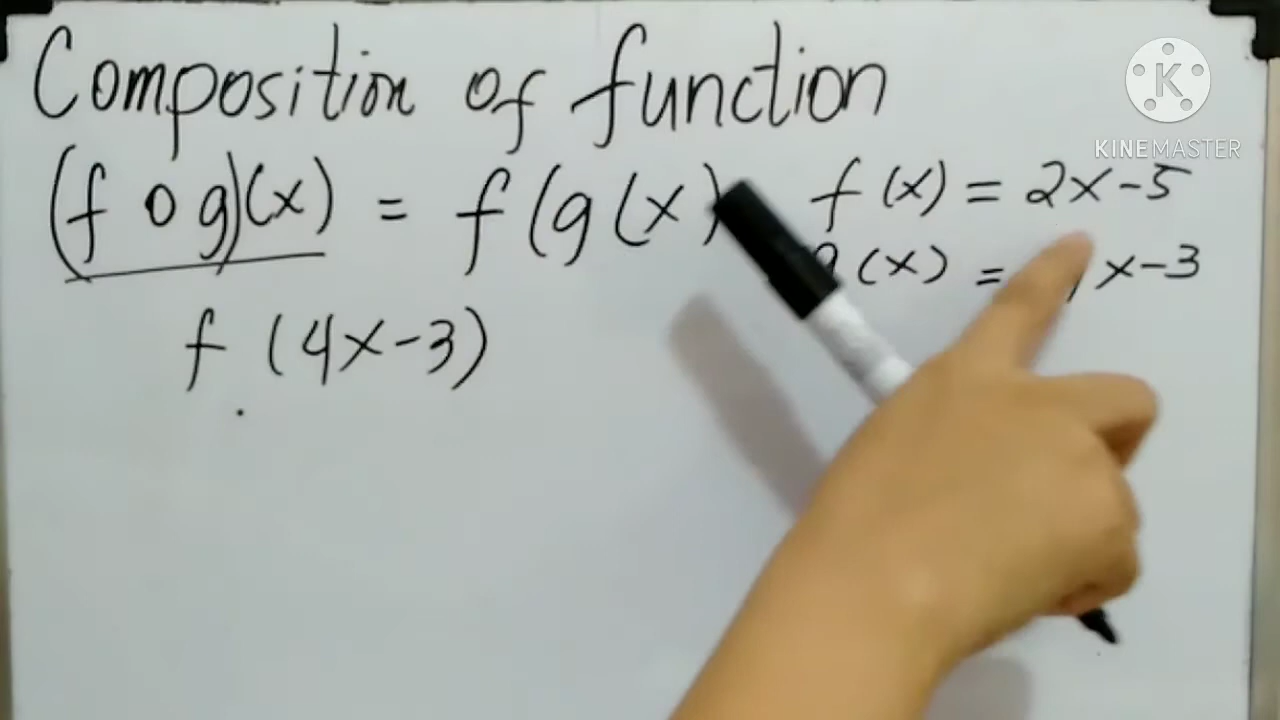 Composition of function
KINEMASTER
(f o g)(x) = f(g(x)
f(x) = 2x-5
(x) = x-3
f (4x-3)